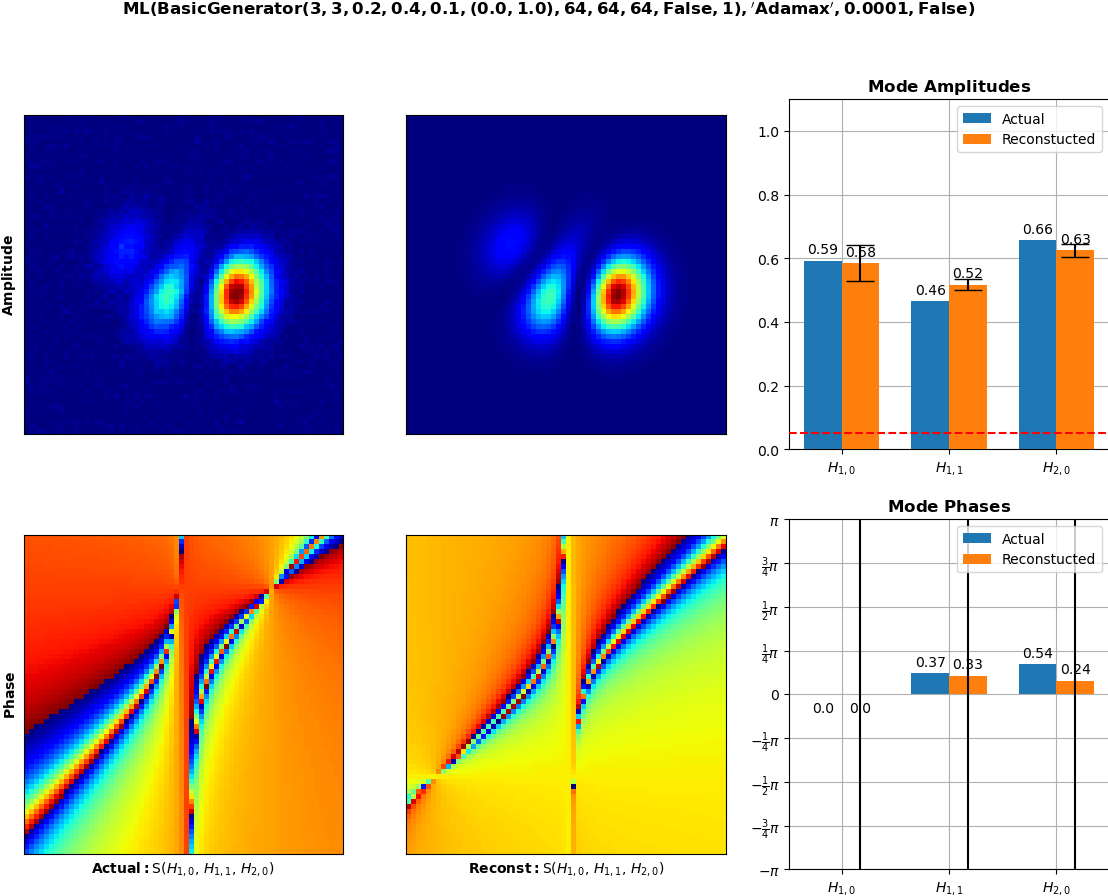 ML(BasicGenerator(3, 3, 0.2, 0.4, 0.1, (0.0, 1.0), 64, 64, 64, False, 1), 'Adamax', 0.0001, False)
Amplitude
Mode Amplitudes
Actual
Reconstucted
1.0
0.8
0.6
0.4
0.2
0.0
0.59
0.58
0.46
0.52
0.66
0.63
H1,0
H1,1
H2,0
Phase
Actual: S(H1,0, H1,1, H2,0)
Reconst: S(H1,0, H1,1, H2,0)
Mode Phases
Actual
Reconstucted
π
3/4π
1/2π
1/4π
0
−1/4π
−1/2π
−3/4π
−π
0.0
0.0
0.37
0.33
0.54
0.24
H1,0
H1,1
H2,0